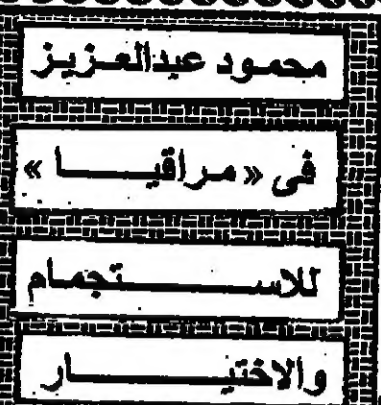 محمود عبدالعزيز
فى «مراقيا»
للاستجمام
والاختيار